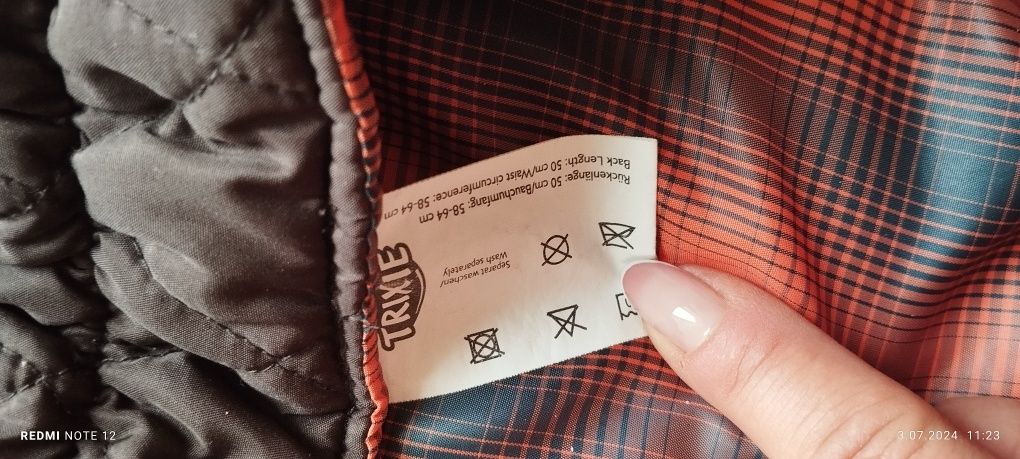 Rückenlänge: 50 cm/Bauchumfang: 58-64 cm
Back Length: 50 cm/Waist circumference: 58-64 cm
Separat waschen/
Wash separately
TRIXIE
REDMI NOTE 12
3.07.2024 11:23